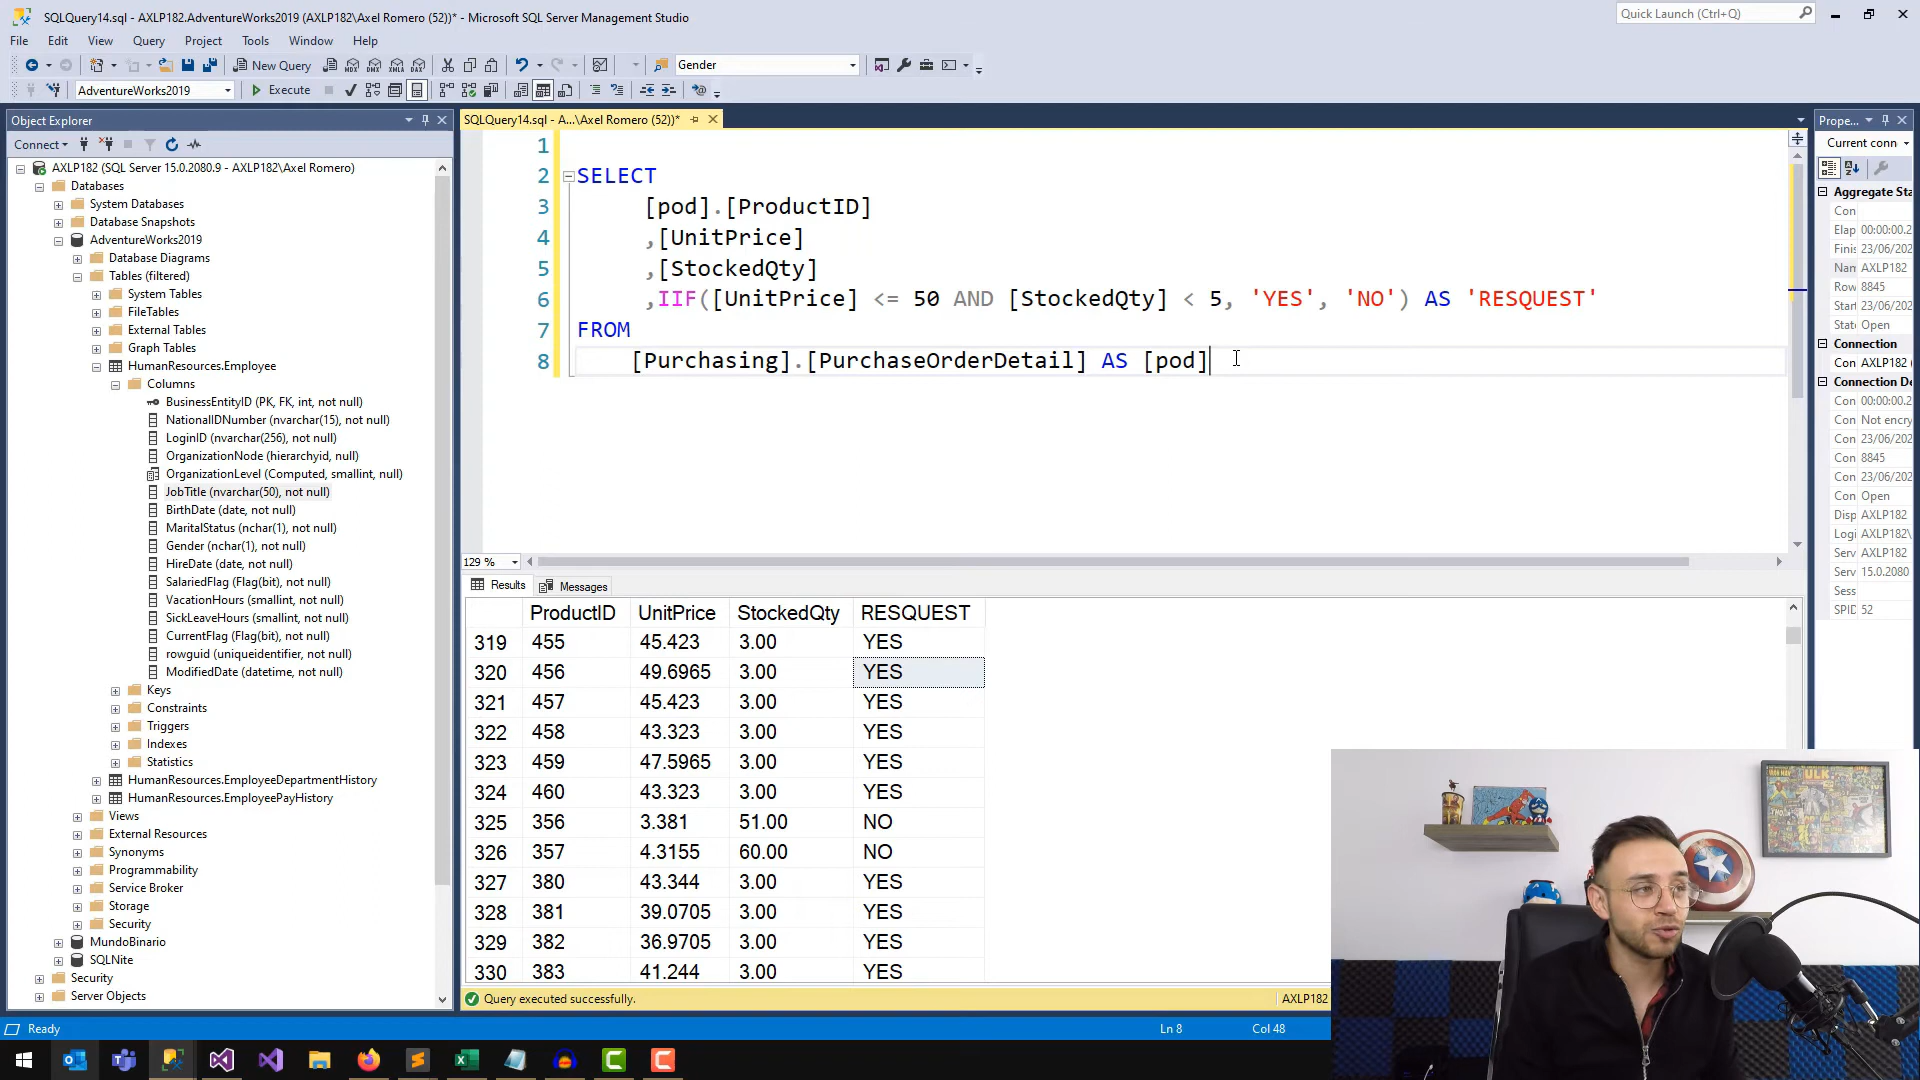 SQLQuery14.sql - AXLP182.AdventureWorks2019 (AXLP182\Axel Romero (52))* - Microsoft SQL Server Management Studio
Quick Launch (Ctrl+Q)
File Edit View Query Project Tools Window Help
New Query
MDX DMX XMLA DAX
Gender
AdventureWorks2019
Execute
Object Explorer
Connect
AXLP182 (SQL Server 15.0.2080.9 - AXLP182\Axel Romero)
Databases
System Databases
Database Snapshots
AdventureWorks2019
Database Diagrams
Tables (filtered)
System Tables
FileTables
External Tables
Graph Tables
HumanResources.Employee
Columns
BusinessEntityID (PK, FK, int, not null)
NationalIDNumber (nvarchar(15), not null)
LoginID (nvarchar(256), not null)
OrganizationNode (hierarchyid, null)
OrganizationLevel (Computed, smallint, null)
JobTitle (nvarchar(50), not null)
BirthDate (date, not null)
MaritalStatus (nchar(1), not null)
Gender (nchar(1), not null)
HireDate (date, not null)
SalariedFlag (Flag(bit), not null)
VacationHours (smallint, not null)
SickLeaveHours (smallint, not null)
CurrentFlag (Flag(bit), not null)
rowguid (uniqueidentifier, not null)
ModifiedDate (datetime, not null)
Keys
Constraints
Triggers
Indexes
Statistics
HumanResources.EmployeeDepartmentHistory
HumanResources.EmployeePayHistory
Views
External Resources
Synonyms
Programmability
Service Broker
Storage
Security
MundoBinario
SQLNite
Security
Server Objects
SQLQuery14.sql - A...\Axel Romero (52))*
1
2 SELECT
3 [pod].[ProductID]
4 ,[UnitPrice]
5 ,[StockedQty]
6 ,IIF([UnitPrice] <= 50 AND [StockedQty] < 5, 'YES', 'NO') AS 'RESQUEST'
7 FROM
8 [Purchasing].[PurchaseOrderDetail] AS [pod]
129 %
Results Messages
ProductID UnitPrice StockedQty RESQUEST
319 455 45.423 3.00 YES
320 456 49.6965 3.00 YES
321 457 45.423 3.00 YES
322 458 43.323 3.00 YES
323 459 47.5965 3.00 YES
324 460 43.323 3.00 YES
325 356 3.381 51.00 NO
326 357 4.3155 60.00 NO
327 380 43.344 3.00 YES
328 381 39.0705 3.00 YES
329 382 36.9705 3.00 YES
330 383 41.244 3.00 YES
Query executed successfully.
AXLP182
Prope...
Current conn
Aggregate Sta
Con
Elap 00:00:00.2
Finis 23/06/202
Nam AXLP182
Row 8845
Start 23/06/202
State Open
Connection
Con AXLP182 (
Connection De
Con 00:00:00.2
Con Not encry
Con 23/06/202
Con 8845
Con 23/06/202
Con Open
Disp AXLP182
Logi AXLP182\
Serv AXLP182
Serv 15.0.2080
Sess
SPID 52
Ready
Ln 8
Col 48